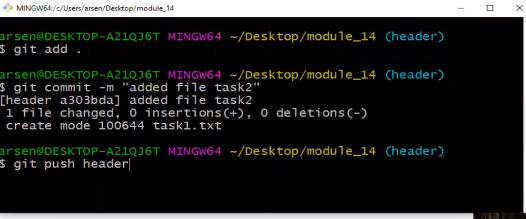 MINGW64:/c/Users/arsen/Desktop/module_14
arsen@DESKTOP-A21QJ6T MINGW64 ~/Desktop/module_14 (header)
$ git add .
arsen@DESKTOP-A21QJ6T MINGW64 ~/Desktop/module_14 (header)
$ git commit -m "added file task2"
[header a303bda] added file task2
1 file changed, 0 insertions(+), 0 deletions(-)
create mode 100644 task1.txt
arsen@DESKTOP-A21QJ6T MINGW64 ~/Desktop/module_14 (header)
$ git push header